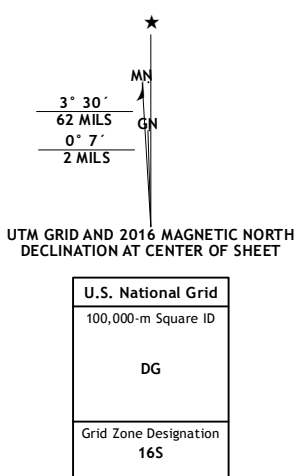 ★
MN
3° 30´
62 MILS
GN
0° 7´
2 MILS
UTM GRID AND 2016 MAGNETIC NORTH
DECLINATION AT CENTER OF SHEET
U.S. National Grid
100,000-m Square ID
DG
Grid Zone Designation
16S